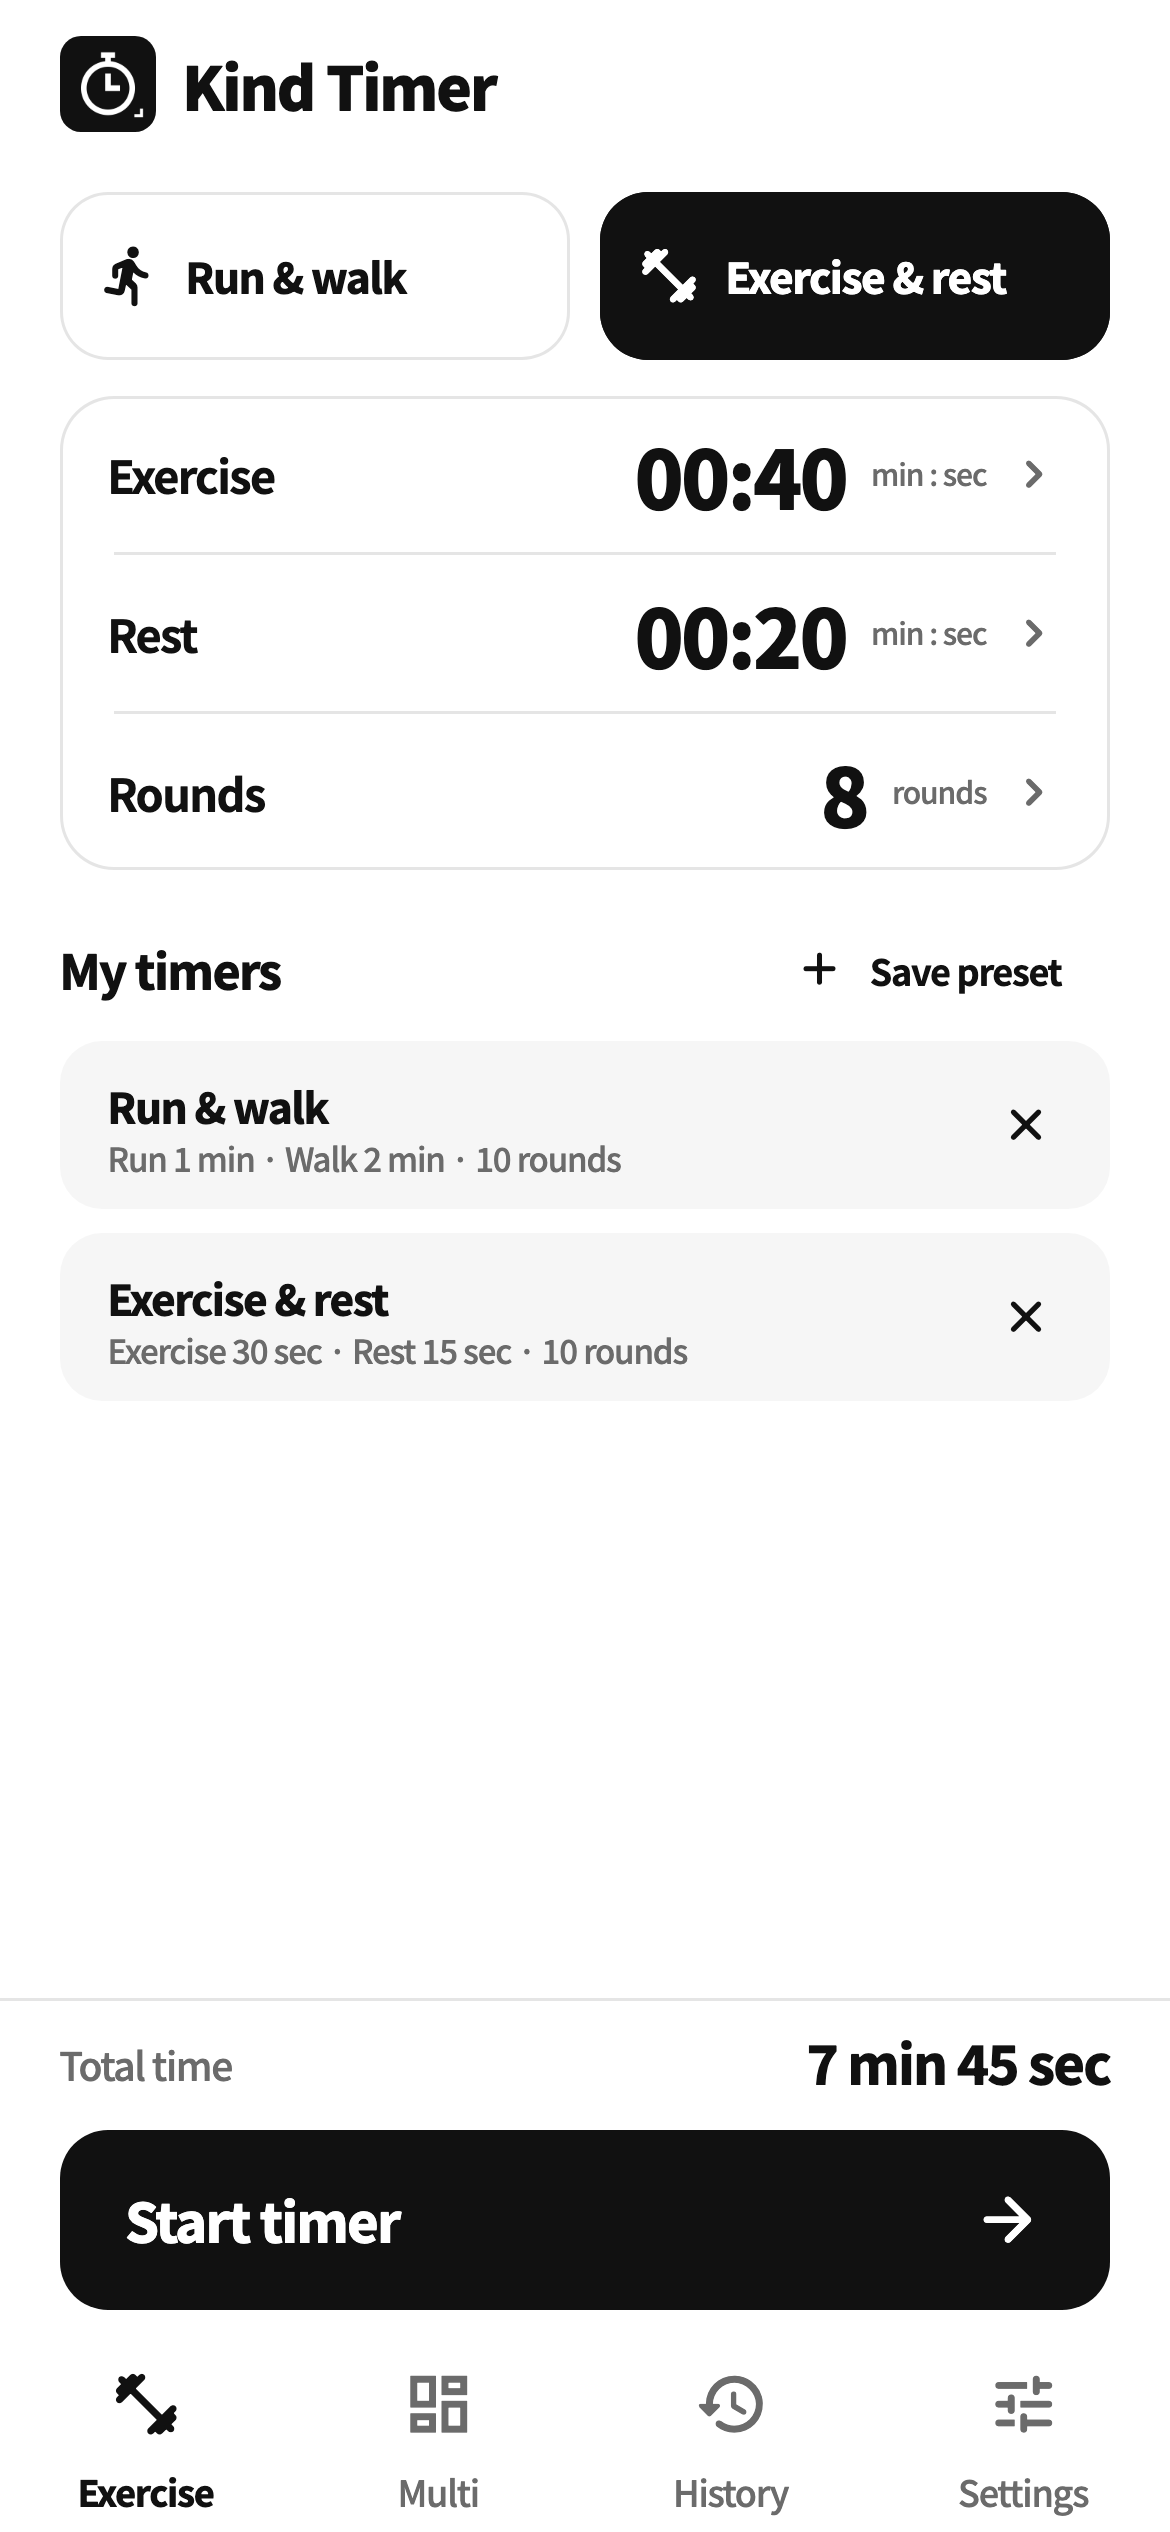 Kind Timer
Run & walk
Exercise & rest
Exercise 00:40 min : sec
Rest 00:20 min : sec
Rounds 8 rounds
My timers
Save preset
Run & walk
Run 1 min · Walk 2 min · 10 rounds
Exercise & rest
Exercise 30 sec · Rest 15 sec · 10 rounds
Total time 7 min 45 sec
Start timer
Exercise
Multi
History
Settings